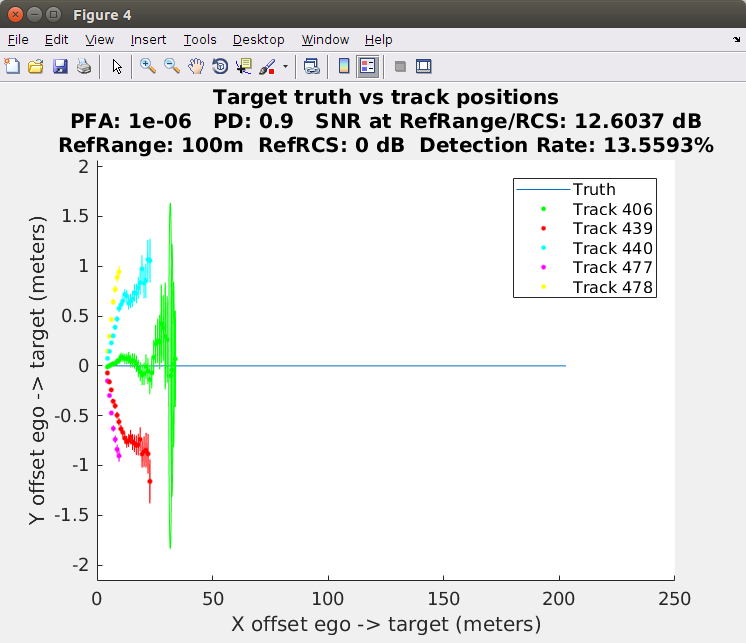 Figure 4
File Edit View Insert Tools Desktop Window Help
Target truth vs track positions
PFA: 1e-06 PD: 0.9 SNR at RefRange/RCS: 12.6037 dB
RefRange: 100m RefRCS: 0 dB Detection Rate: 13.5593%
2
1.5
1
0.5
0
-0.5
-1
-1.5
-2
Y offset ego -> target (meters)
Truth
Track 406
Track 439
Track 440
Track 477
Track 478
0 50 100 150 200 250
X offset ego -> target (meters)